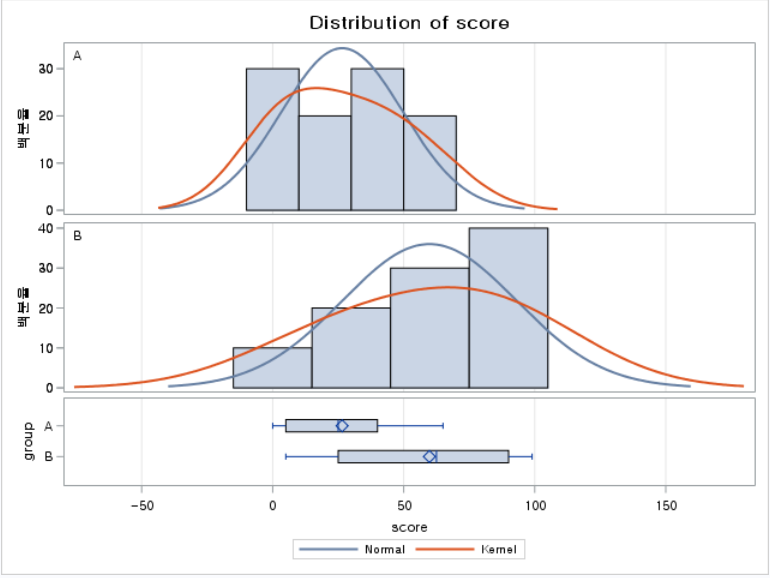 Distribution of score
A
30
20
10
0
백분율
B
40
30
20
10
0
백분율
A
B
group
-50 0 50 100 150
score
Normal Kernel